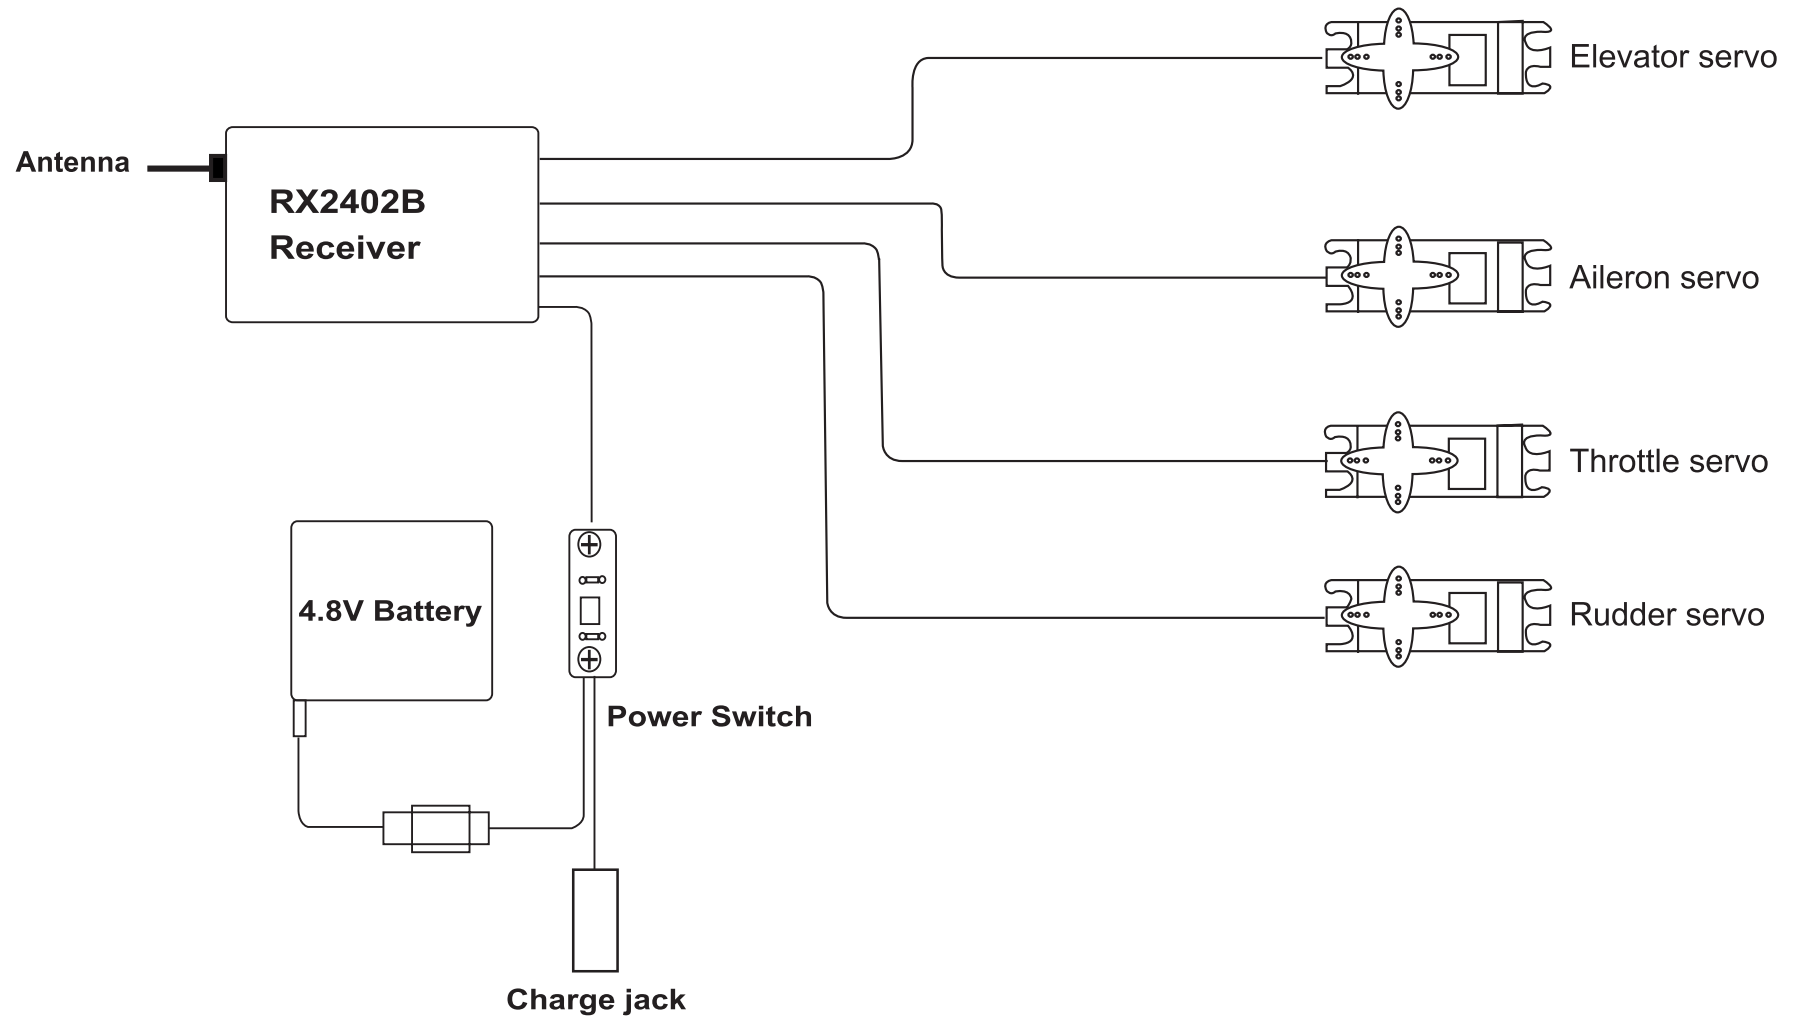 Elevator servo
Antenna
RX2402B
Receiver
Aileron servo
Throttle servo
4.8V Battery
Rudder servo
Power Switch
Charge jack